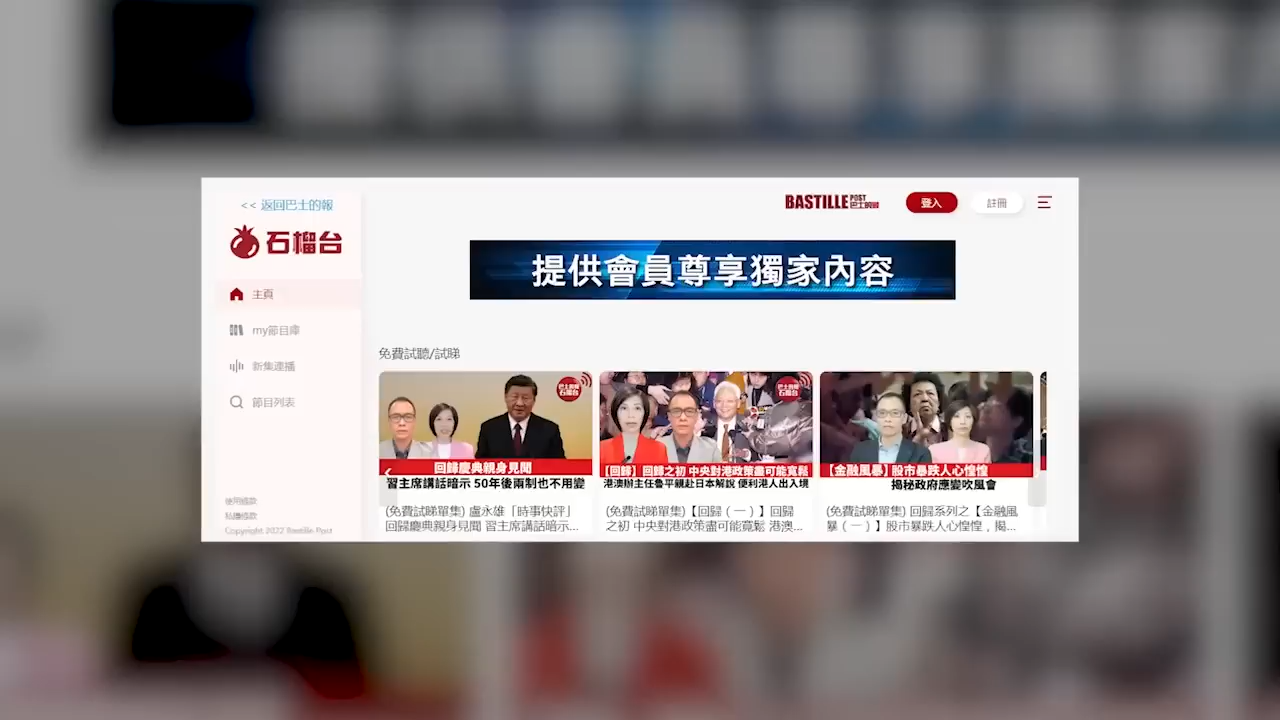 << 返回巴士的報
石榴台
主頁
my節目庫
新集連播
節目列表
使用條款
私隱條款
Copyright 2022 Bastille Post
BASTILLE POST 巴士的報
登入
註冊
提供會員尊享獨家內容
免費試聽/試睇
回歸慶典親身見聞
習主席講話暗示 50年後兩制也不用變
(免費試睇單集) 盧永雄「時事快評」
回歸慶典親身見聞 習主席講話暗示...
巴士的報
石榴台
【回歸】回歸之初 中央對港政策盡可能寬鬆
港澳辦主任魯平親赴日本解說 便利港人出入境
(免費試睇單集)【回歸（一）】回歸
之初 中央對港政策盡可能寬鬆 港澳...
【金融風暴】股市暴跌人心惶惶
揭秘政府應變吹風會
(免費試睇單集) 回歸系列之【金融風
暴（一）】股市暴跌人心惶惶，揭...